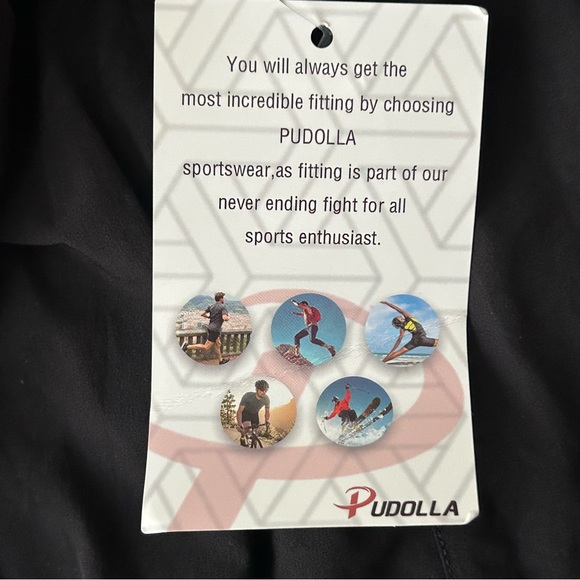 You will always get the
most incredible fitting by choosing
PUDOLLA
sportswear,as fitting is part of our
never ending fight for all
sports enthusiast.
PUDOLLA